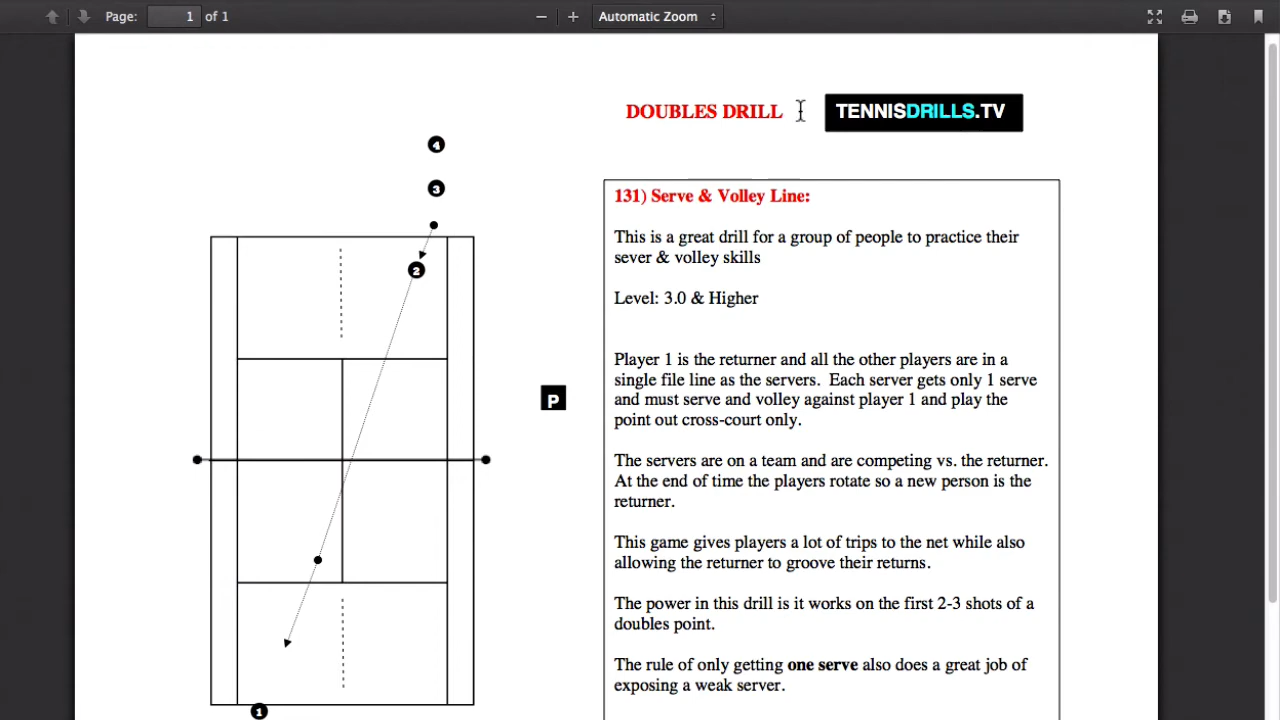 Page: 1 of 1
Automatic Zoom
DOUBLES DRILL
TENNISDRILLS.TV
4
3
2
P
1
131) Serve & Volley Line:
This is a great drill for a group of people to practice their
sever & volley skills
Level: 3.0 & Higher
Player 1 is the returner and all the other players are in a
single file line as the servers. Each server gets only 1 serve
and must serve and volley against player 1 and play the
point out cross-court only.
The servers are on a team and are competing vs. the returner.
At the end of time the players rotate so a new person is the
returner.
This game gives players a lot of trips to the net while also
allowing the returner to groove their returns.
The power in this drill is it works on the first 2-3 shots of a
doubles point.
The rule of only getting one serve also does a great job of
exposing a weak server.